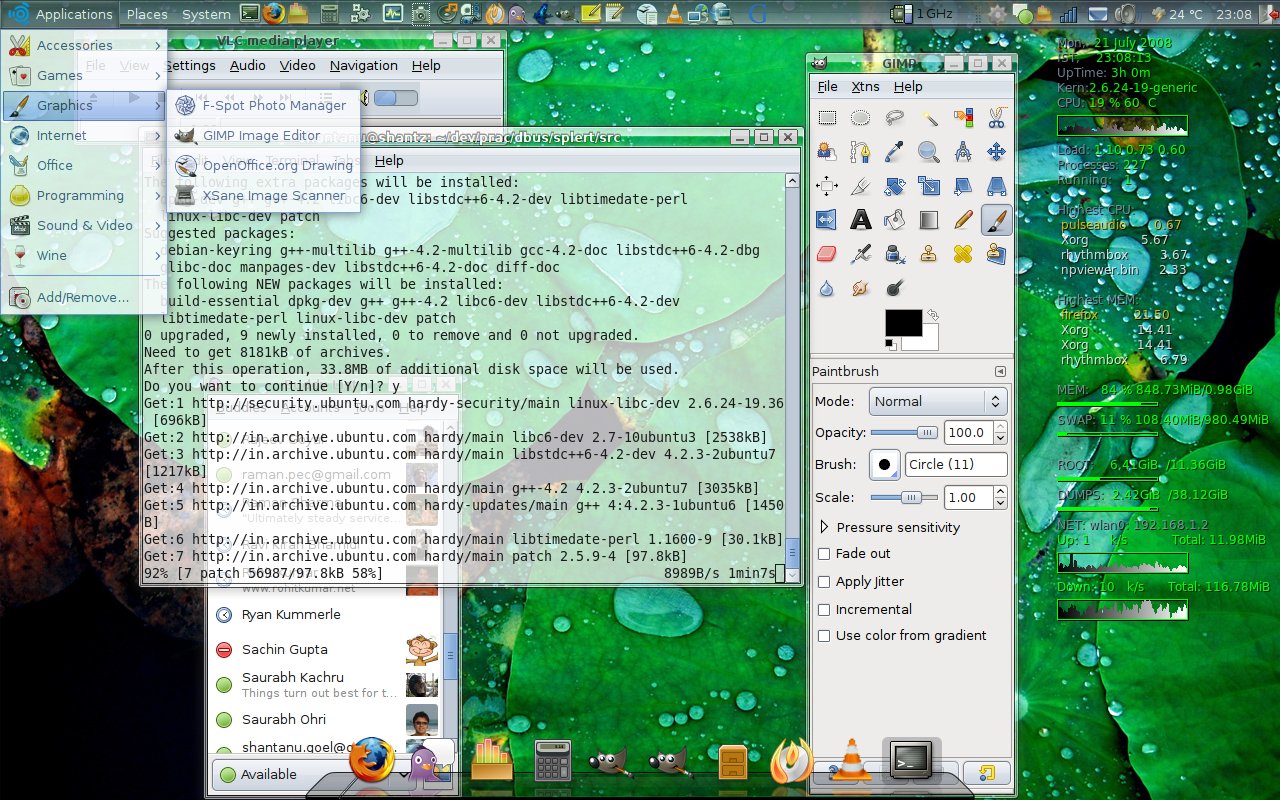 Applications Places System
1 GHz
24 °C 23:08
Accessories
Games
Graphics
Internet
Office
Programming
Sound & Video
Wine
Add/Remove...
F-Spot Photo Manager
GIMP Image Editor
OpenOffice.org Drawing
XSane Image Scanner
VLC media player
File View Settings Audio Video Navigation Help
@shantz: ~/dev/prac/dbus/splert/src
Help
The following extra packages will be installed:
libc6-dev libstdc++6-4.2-dev libtimedate-perl
linux-libc-dev patch
Suggested packages:
debian-keyring g++-multilib g++-4.2-multilib gcc-4.2-doc libstdc++6-4.2-dbg
glibc-doc manpages-dev libstdc++6-4.2-doc diff-doc
The following NEW packages will be installed:
build-essential dpkg-dev g++ g++-4.2 libc6-dev libstdc++6-4.2-dev
libtimedate-perl linux-libc-dev patch
0 upgraded, 9 newly installed, 0 to remove and 0 not upgraded.
Need to get 8181kB of archives.
After this operation, 33.8MB of additional disk space will be used.
Do you want to continue [Y/n]? y
Get:1 http://security.ubuntu.com hardy-security/main linux-libc-dev 2.6.24-19.36
[696kB]
Get:2 http://in.archive.ubuntu.com hardy/main libc6-dev 2.7-10ubuntu3 [2538kB]
Get:3 http://in.archive.ubuntu.com hardy/main libstdc++6-4.2-dev 4.2.3-2ubuntu7
[1217kB]
Get:4 http://in.archive.ubuntu.com hardy/main g++-4.2 4.2.3-2ubuntu7 [3035kB]
Get:5 http://in.archive.ubuntu.com hardy-updates/main g++ 4:4.2.3-1ubuntu6 [1450
B]
Get:6 http://in.archive.ubuntu.com hardy/main libtimedate-perl 1.1600-9 [30.1kB]
Get:7 http://in.archive.ubuntu.com hardy/main patch 2.5.9-4 [97.8kB]
92% [7 patch 56987/97.8kB 58%] 8989B/s 1min7s
Buddies Accounts Tools Help
raman.pec@gmail.com
"Ultimately steady service:...
www.rohitkumar.net
Ryan Kummerle
Sachin Gupta
Saurabh Kachru
Things turn out best for t...
Saurabh Ohri
shantanu.goel@g
Available
GIMP
File Xtns Help
Paintbrush
Mode: Normal
Opacity: 100.0
Brush: Circle (11)
Scale: 1.00
Pressure sensitivity
Fade out
Apply Jitter
Incremental
Use color from gradient
Mon, 21 July 2008
IST: 23:08:13
UpTime: 3h 0m
Kern:2.6.24-19-generic
CPU: 19 % 60 C
Load: 1.10 0.73 0.60
Processes: 227
Running: 1
Highest CPU:
pulseaudio 0.67
Xorg 5.67
rhythmbox 3.67
npviewer.bin 2.33
Highest MEM:
firefox 21.50
Xorg 14.41
Xorg 14.41
rhythmbox 6.79
MEM: 84 % 848.73MiB/0.98GiB
SWAP: 11 % 108.40MiB/980.49MiB
ROOT: 6.41GiB /11.36GiB
DUMPS: 2.42GiB /38.12GiB
NET: wlan0: 192.168.1.2
Up: 1 k/s Total: 11.98MiB
Down: 10 k/s Total: 116.78MiB